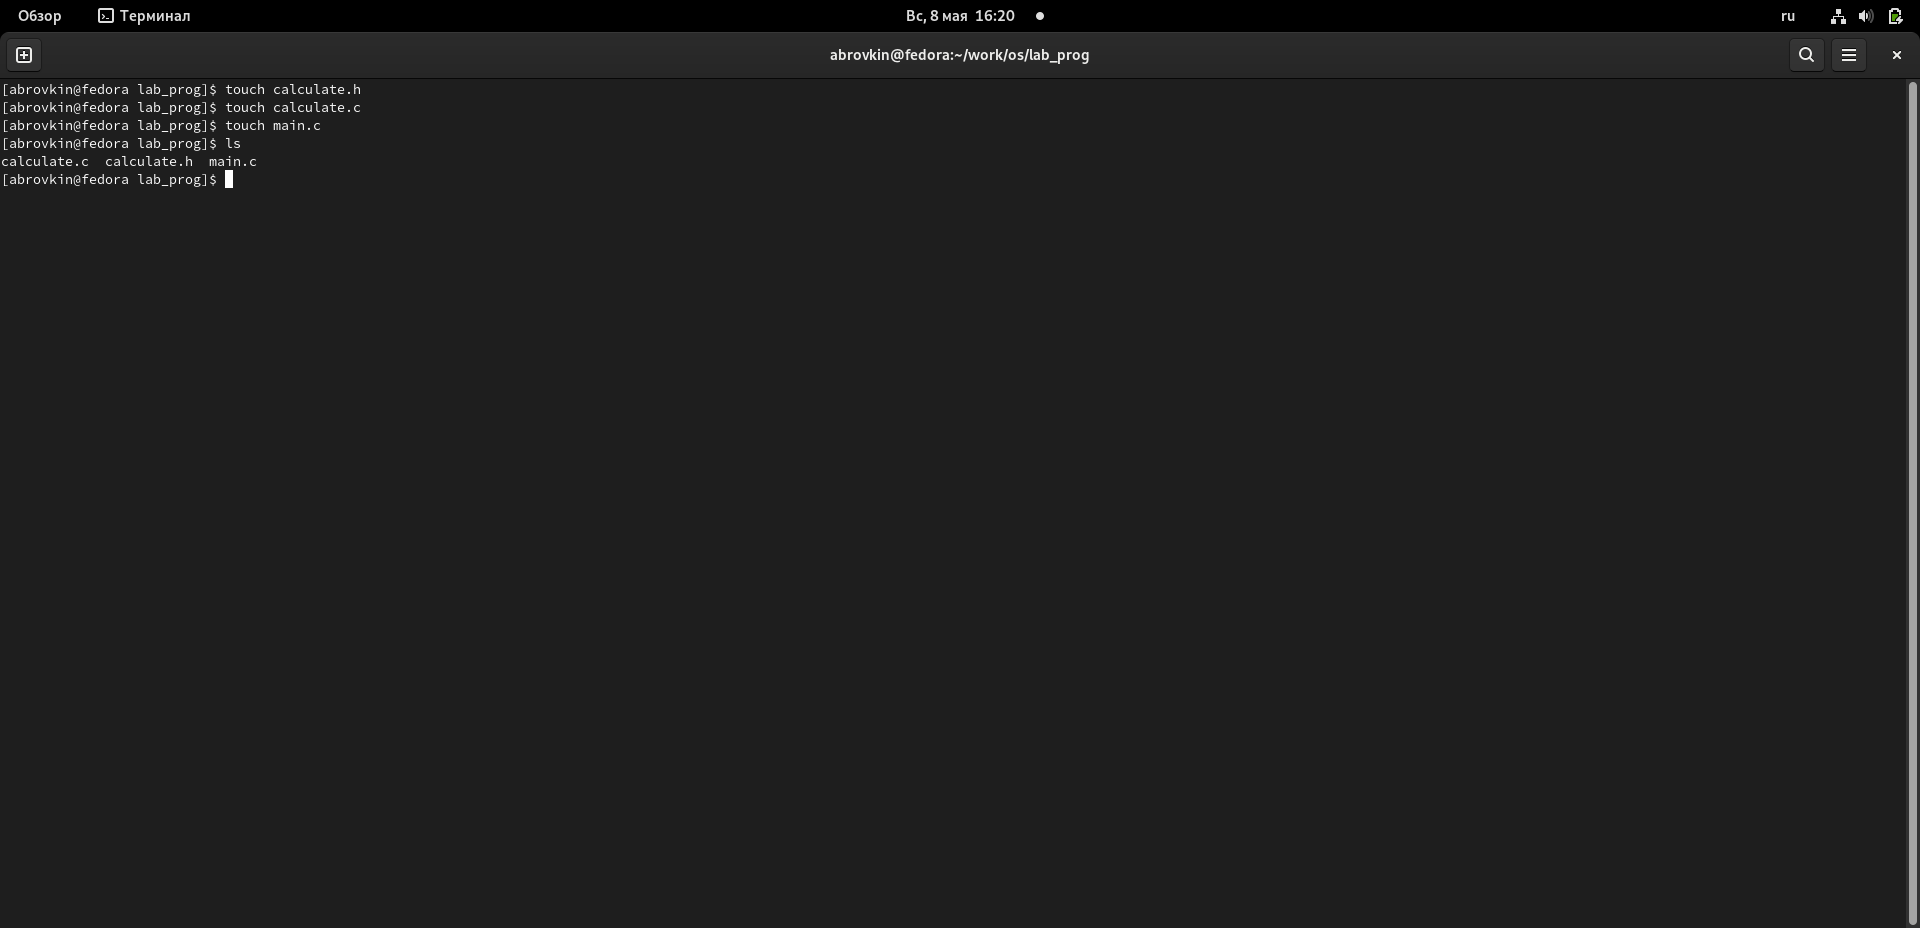 Обзор Терминал Вс, 8 мая 16:20 ru
abrovkin@fedora:~/work/os/lab_prog
[abrovkin@fedora lab_prog]$ touch calculate.h
[abrovkin@fedora lab_prog]$ touch calculate.c
[abrovkin@fedora lab_prog]$ touch main.c
[abrovkin@fedora lab_prog]$ ls
calculate.c  calculate.h  main.c
[abrovkin@fedora lab_prog]$